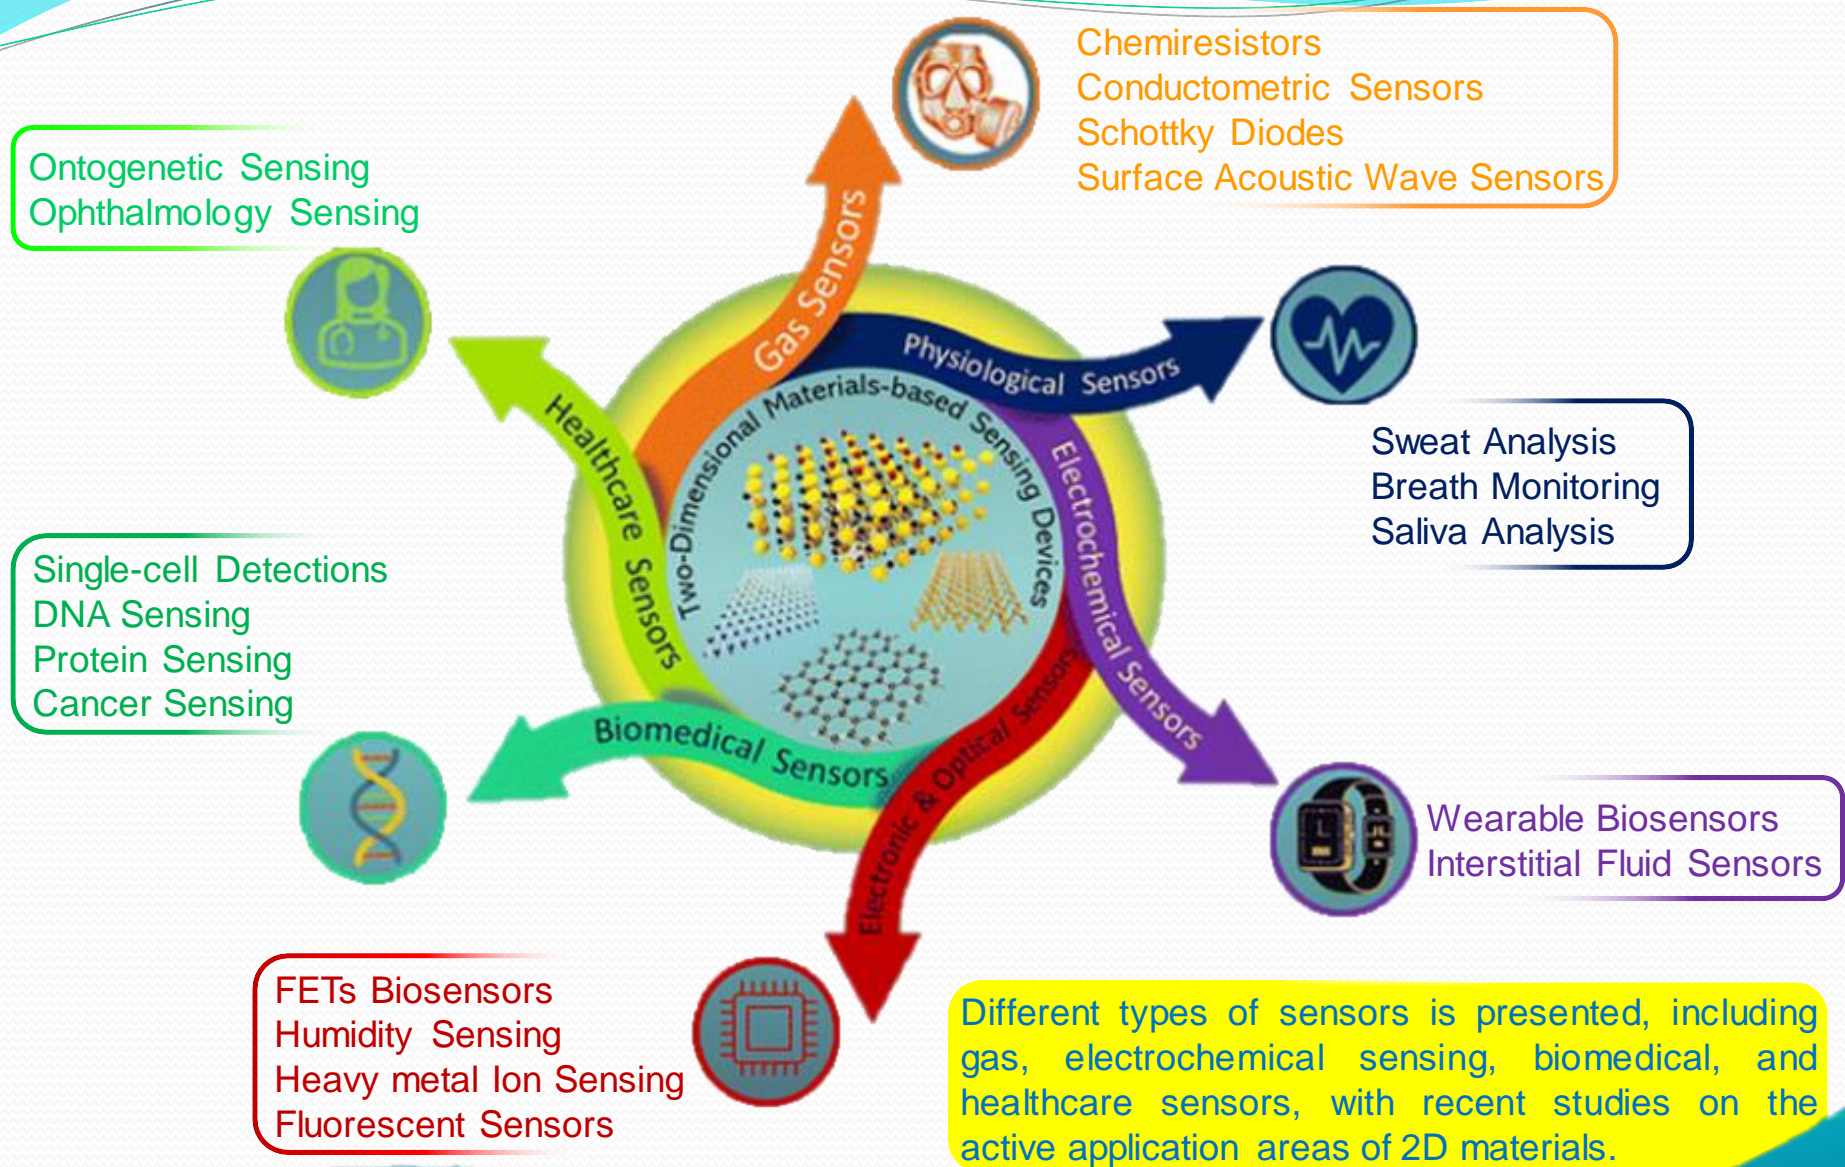 Chemiresistors
Conductometric Sensors
Schottky Diodes
Surface Acoustic Wave Sensors
Ontogenetic Sensing
Ophthalmology Sensing
Gas Sensors
Physiological Sensors
Healthcare Sensors
Two-Dimensional Materials-based Sensing Devices
Electrochemical Sensors
Sweat Analysis
Breath Monitoring
Saliva Analysis
Single-cell Detections
DNA Sensing
Protein Sensing
Cancer Sensing
Biomedical Sensors
Electronic & Optical Sensors
Wearable Biosensors
Interstitial Fluid Sensors
FETs Biosensors
Humidity Sensing
Heavy metal Ion Sensing
Fluorescent Sensors
Different types of sensors is presented, including
gas, electrochemical sensing, biomedical, and
healthcare sensors, with recent studies on the
active application areas of 2D materials.